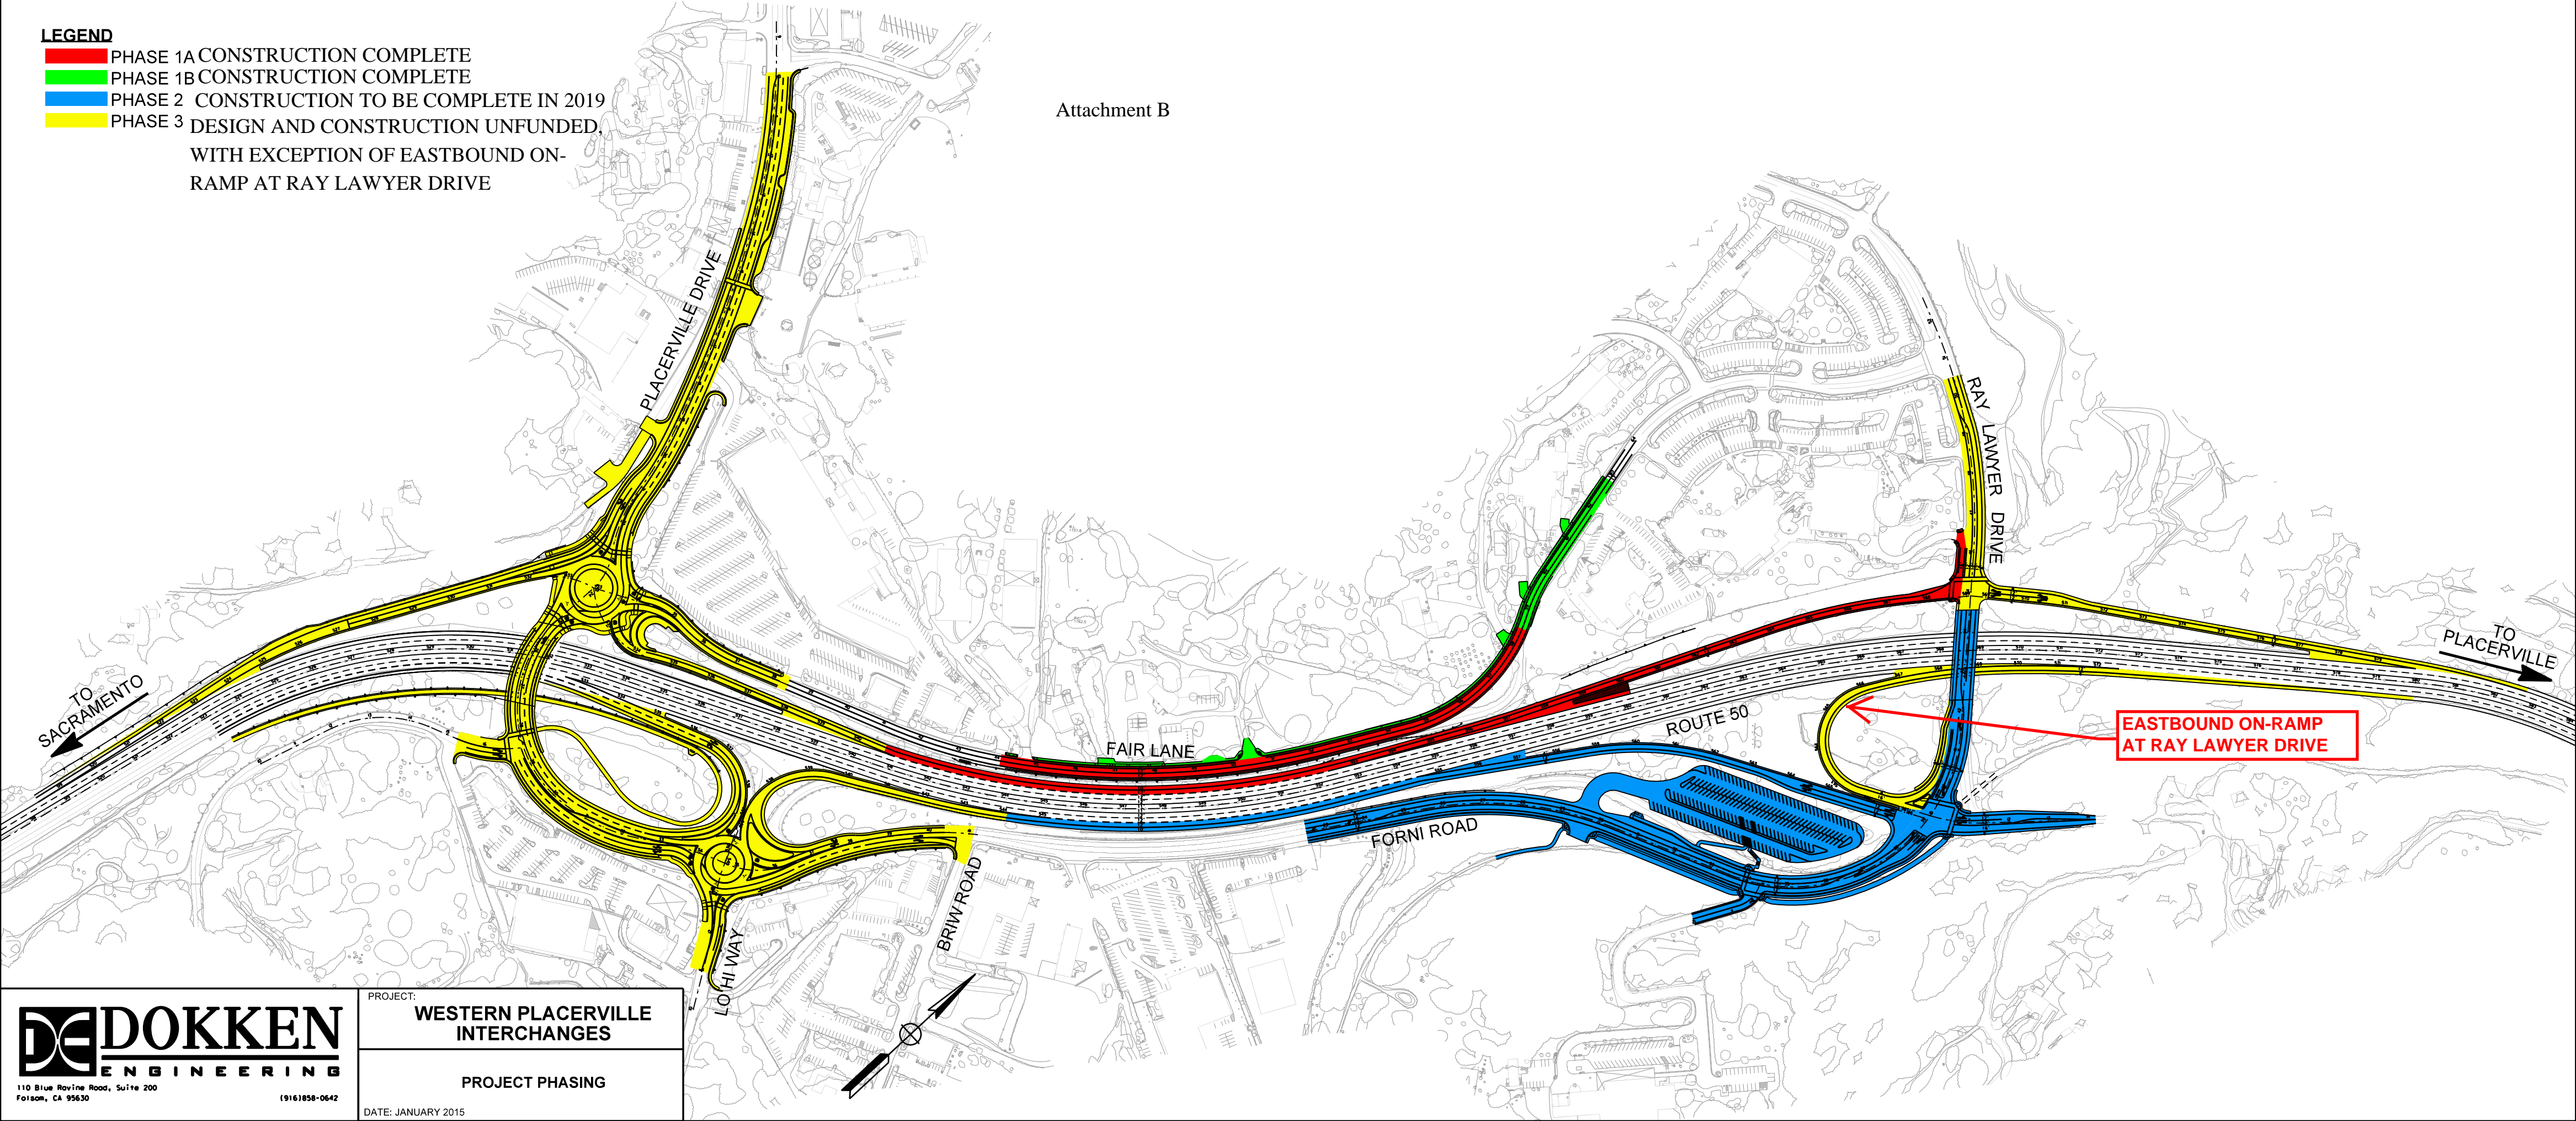 LEGEND
PHASE 1A CONSTRUCTION COMPLETE
PHASE 1B CONSTRUCTION COMPLETE
PHASE 2 CONSTRUCTION TO BE COMPLETE IN 2019
PHASE 3 DESIGN AND CONSTRUCTION UNFUNDED,
WITH EXCEPTION OF EASTBOUND ON-
RAMP AT RAY LAWYER DRIVE
Attachment B
PLACERVILLE DRIVE
RAY LAWYER DRIVE
TO
SACRAMENTO
TO
PLACERVILLE
FAIR LANE
ROUTE 50
EASTBOUND ON-RAMP
AT RAY LAWYER DRIVE
FORNI ROAD
BRIW ROAD
LO HI WAY
DOKKEN
ENGINEERING
110 Blue Ravine Road, Suite 200
Folsom, CA 95630
(916)858-0642
PROJECT:
WESTERN PLACERVILLE
INTERCHANGES
PROJECT PHASING
DATE: JANUARY 2015